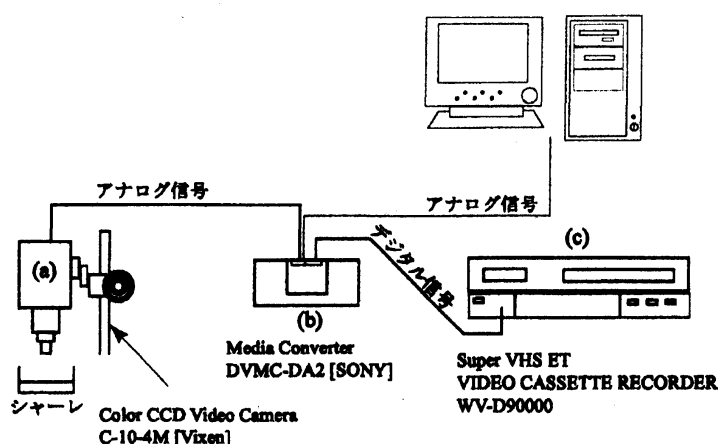 アナログ信号
アナログ信号
デジタル信号
(a)
(b)
(c)
Media Converter
DVMC-DA2 [SONY]
Super VHS ET
VIDEO CASSETTE RECORDER
WV-D90000
シャーレ
Color CCD Video Camera
C-10-4M [Vixen]